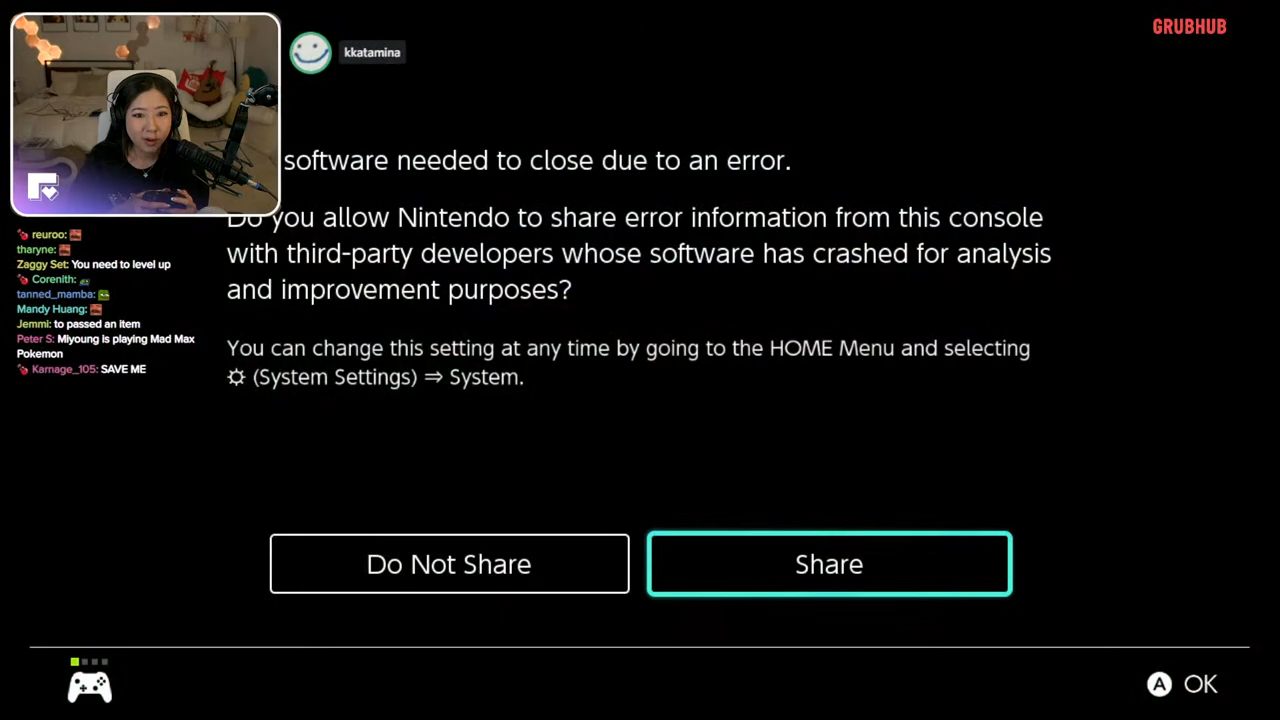 GRUBHUB
kkatamina
software needed to close due to an error.
Do you allow Nintendo to share error information from this console
with third-party developers whose software has crashed for analysis
and improvement purposes?
You can change this setting at any time by going to the HOME Menu and selecting
(System Settings) ⇒ System.
reuroo:
tharyne:
Zaggy Set: You need to level up
Corenith:
tanned_mamba:
Mandy Huang:
Jemmi: to passed an item
Peter S: Miyoung is playing Mad Max
Pokemon
Karnage_105: SAVE ME
Do Not Share
Share
A OK